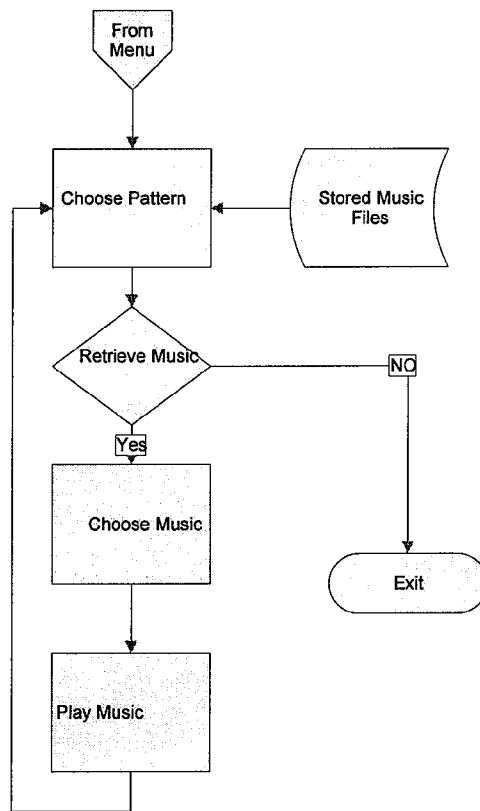 From
Menu
Choose Pattern
Stored Music
Files
Retrieve Music
NO
Yes
Choose Music
Exit
Play Music